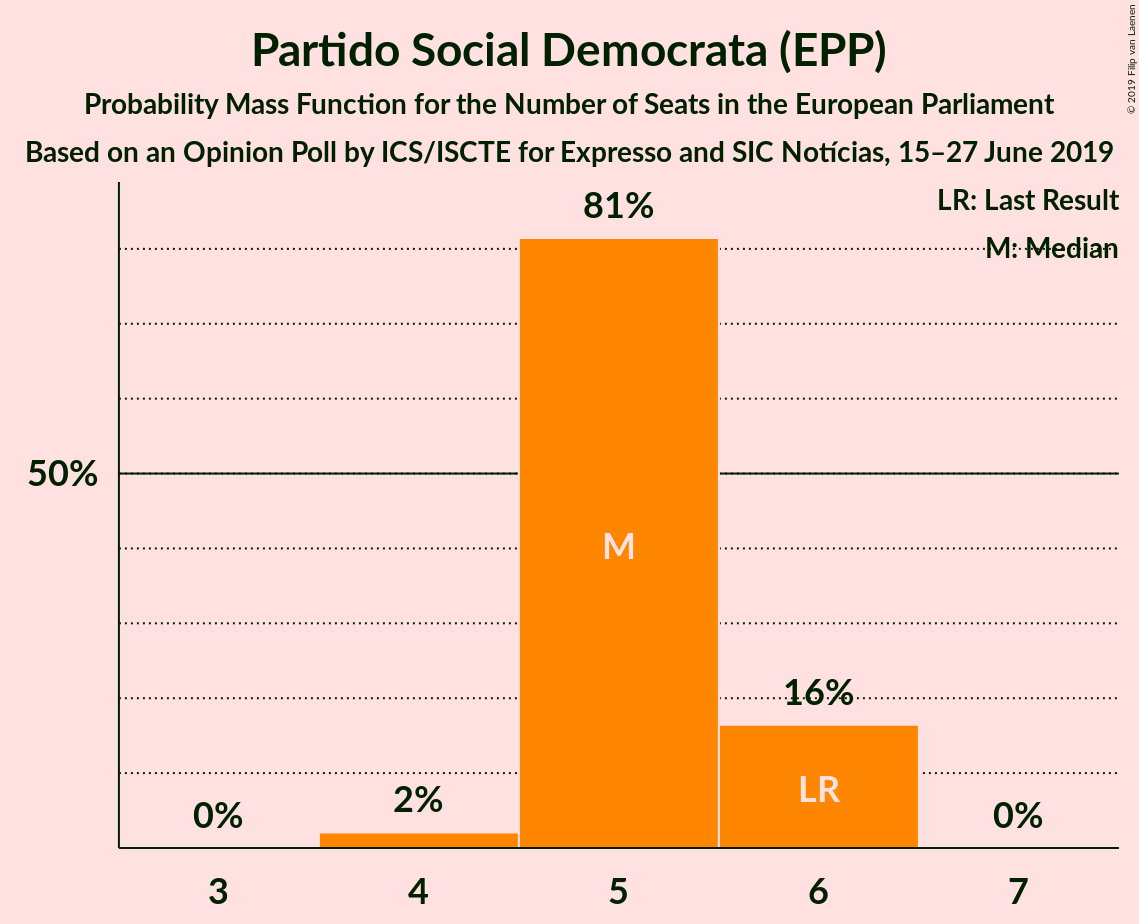 Partido Social Democrata (EPP)
Probability Mass Function for the Number of Seats in the European Parliament
Based on an Opinion Poll by ICS/ISCTE for Expresso and SIC Notícias, 15–27 June 2019
© 2019 Filip van Laenen
LR: Last Result
M: Median
81%
50%
M
16%
LR
2%
0%
0%
3 4 5 6 7